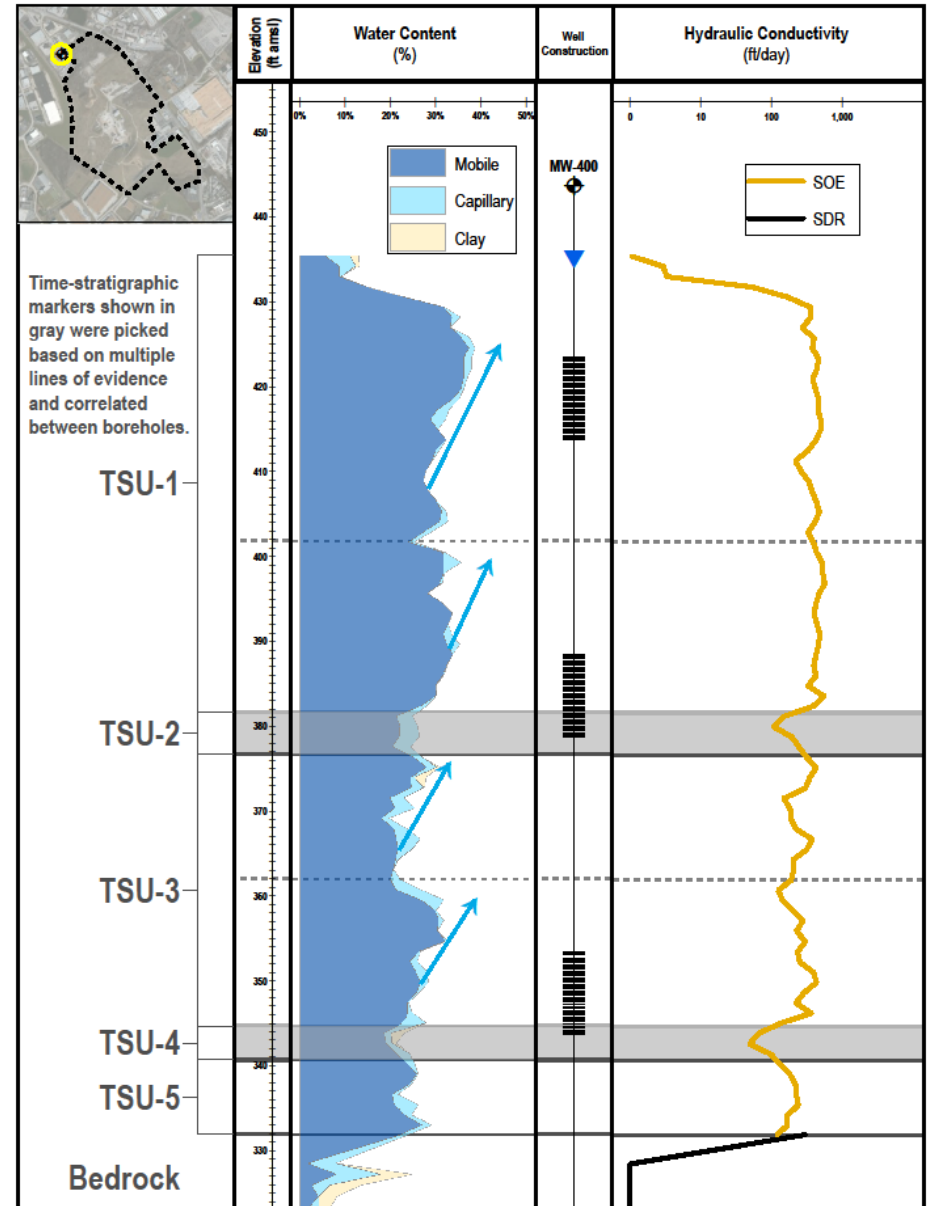 Elevation
(ft amsl)
Water Content
(%)
Well
Construction
Hydraulic Conductivity
(ft/day)
0%
10%
20%
30%
40%
50%
0
10
100
1,000
450
440
430
420
410
400
390
380
370
360
350
340
330
Mobile
Capillary
Clay
MW-400
SOE
SDR
Time-stratigraphic
markers shown in
gray were picked
based on multiple
lines of evidence
and correlated
between boreholes.
TSU-1
TSU-2
TSU-3
TSU-4
TSU-5
Bedrock